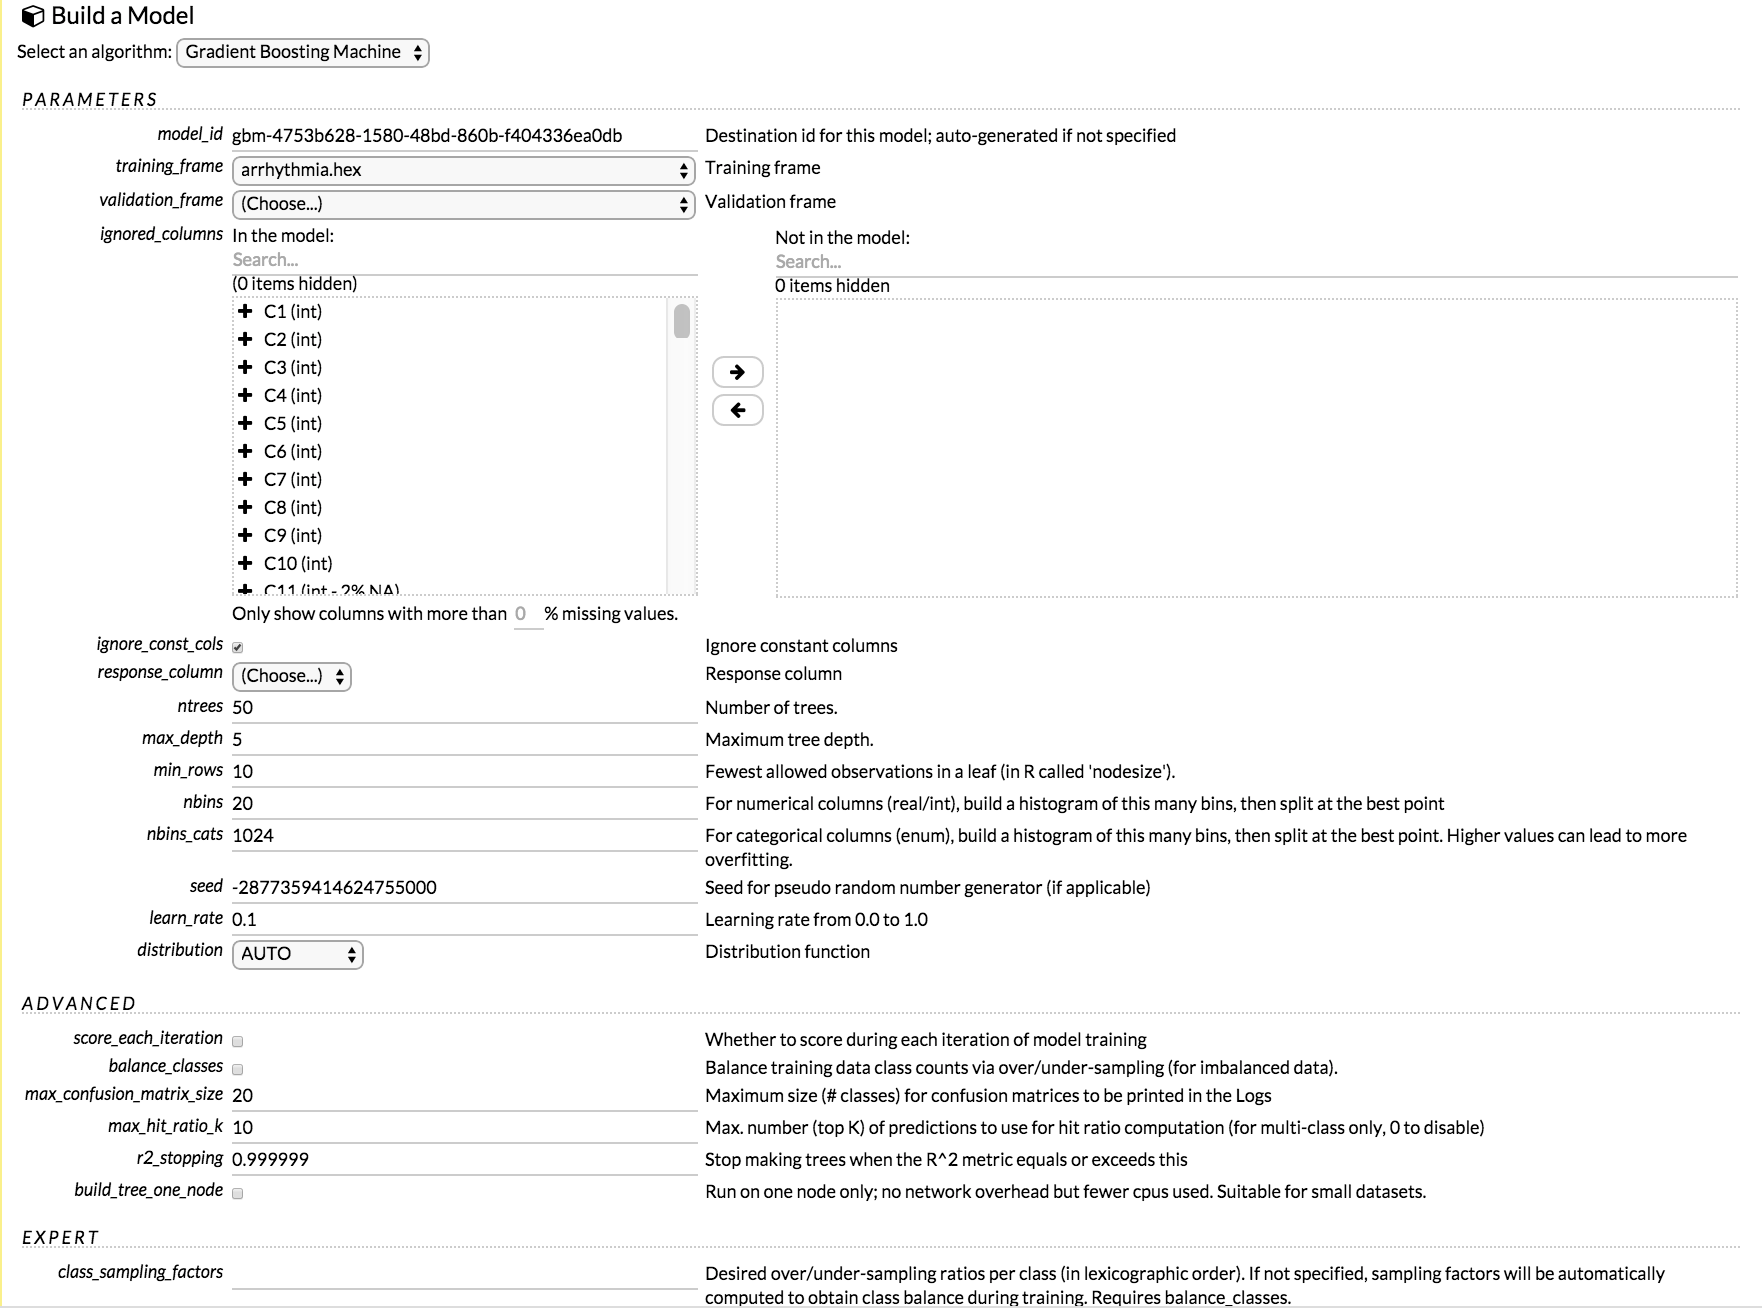 Build a Model
Select an algorithm: Gradient Boosting Machine
PARAMETERS
model_id gbm-4753b628-1580-48bd-860b-f404336ea0db Destination id for this model; auto-generated if not specified
training_frame arrhythmia.hex Training frame
validation_frame (Choose...) Validation frame
ignored_columns In the model: Not in the model:
Search... Search...
(0 items hidden) 0 items hidden
C1 (int)
C2 (int)
C3 (int)
C4 (int)
C5 (int)
C6 (int)
C7 (int)
C8 (int)
C9 (int)
C10 (int)
C11 (int - 2% NA)
Only show columns with more than 0 % missing values.
ignore_const_cols Ignore constant columns
response_column (Choose...) Response column
ntrees 50 Number of trees.
max_depth 5 Maximum tree depth.
min_rows 10 Fewest allowed observations in a leaf (in R called 'nodesize').
nbins 20 For numerical columns (real/int), build a histogram of this many bins, then split at the best point
nbins_cats 1024 For categorical columns (enum), build a histogram of this many bins, then split at the best point. Higher values can lead to more
overfitting.
seed -2877359414624755000 Seed for pseudo random number generator (if applicable)
learn_rate 0.1 Learning rate from 0.0 to 1.0
distribution AUTO Distribution function
ADVANCED
score_each_iteration Whether to score during each iteration of model training
balance_classes Balance training data class counts via over/under-sampling (for imbalanced data).
max_confusion_matrix_size 20 Maximum size (# classes) for confusion matrices to be printed in the Logs
max_hit_ratio_k 10 Max. number (top K) of predictions to use for hit ratio computation (for multi-class only, 0 to disable)
r2_stopping 0.999999 Stop making trees when the R^2 metric equals or exceeds this
build_tree_one_node Run on one node only; no network overhead but fewer cpus used. Suitable for small datasets.
EXPERT
class_sampling_factors Desired over/under-sampling ratios per class (in lexicographic order). If not specified, sampling factors will be automatically
computed to obtain class balance during training. Requires balance_classes.